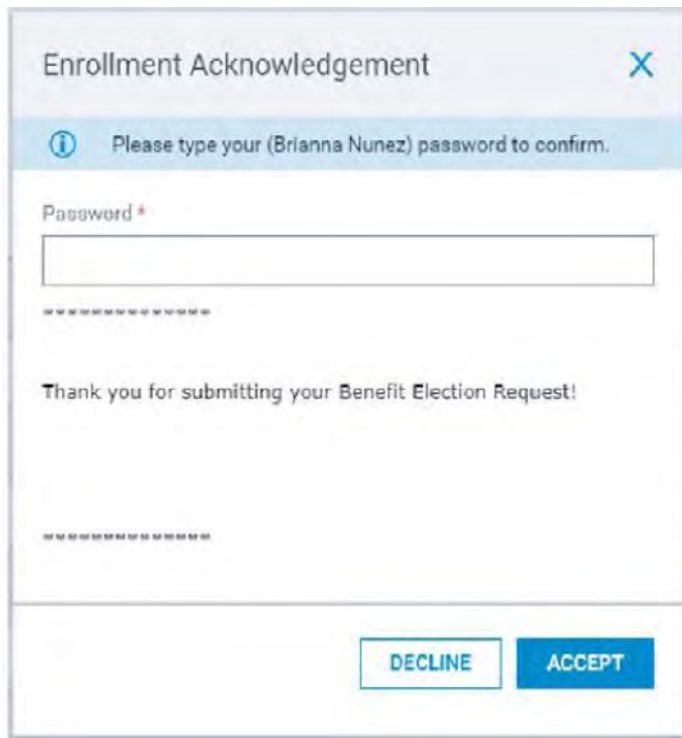 Enrollment Acknowledgement X
Please type your (Brianna Nunez) password to confirm.
Password *
==============
Thank you for submitting your Benefit Election Request!
==============
DECLINE ACCEPT